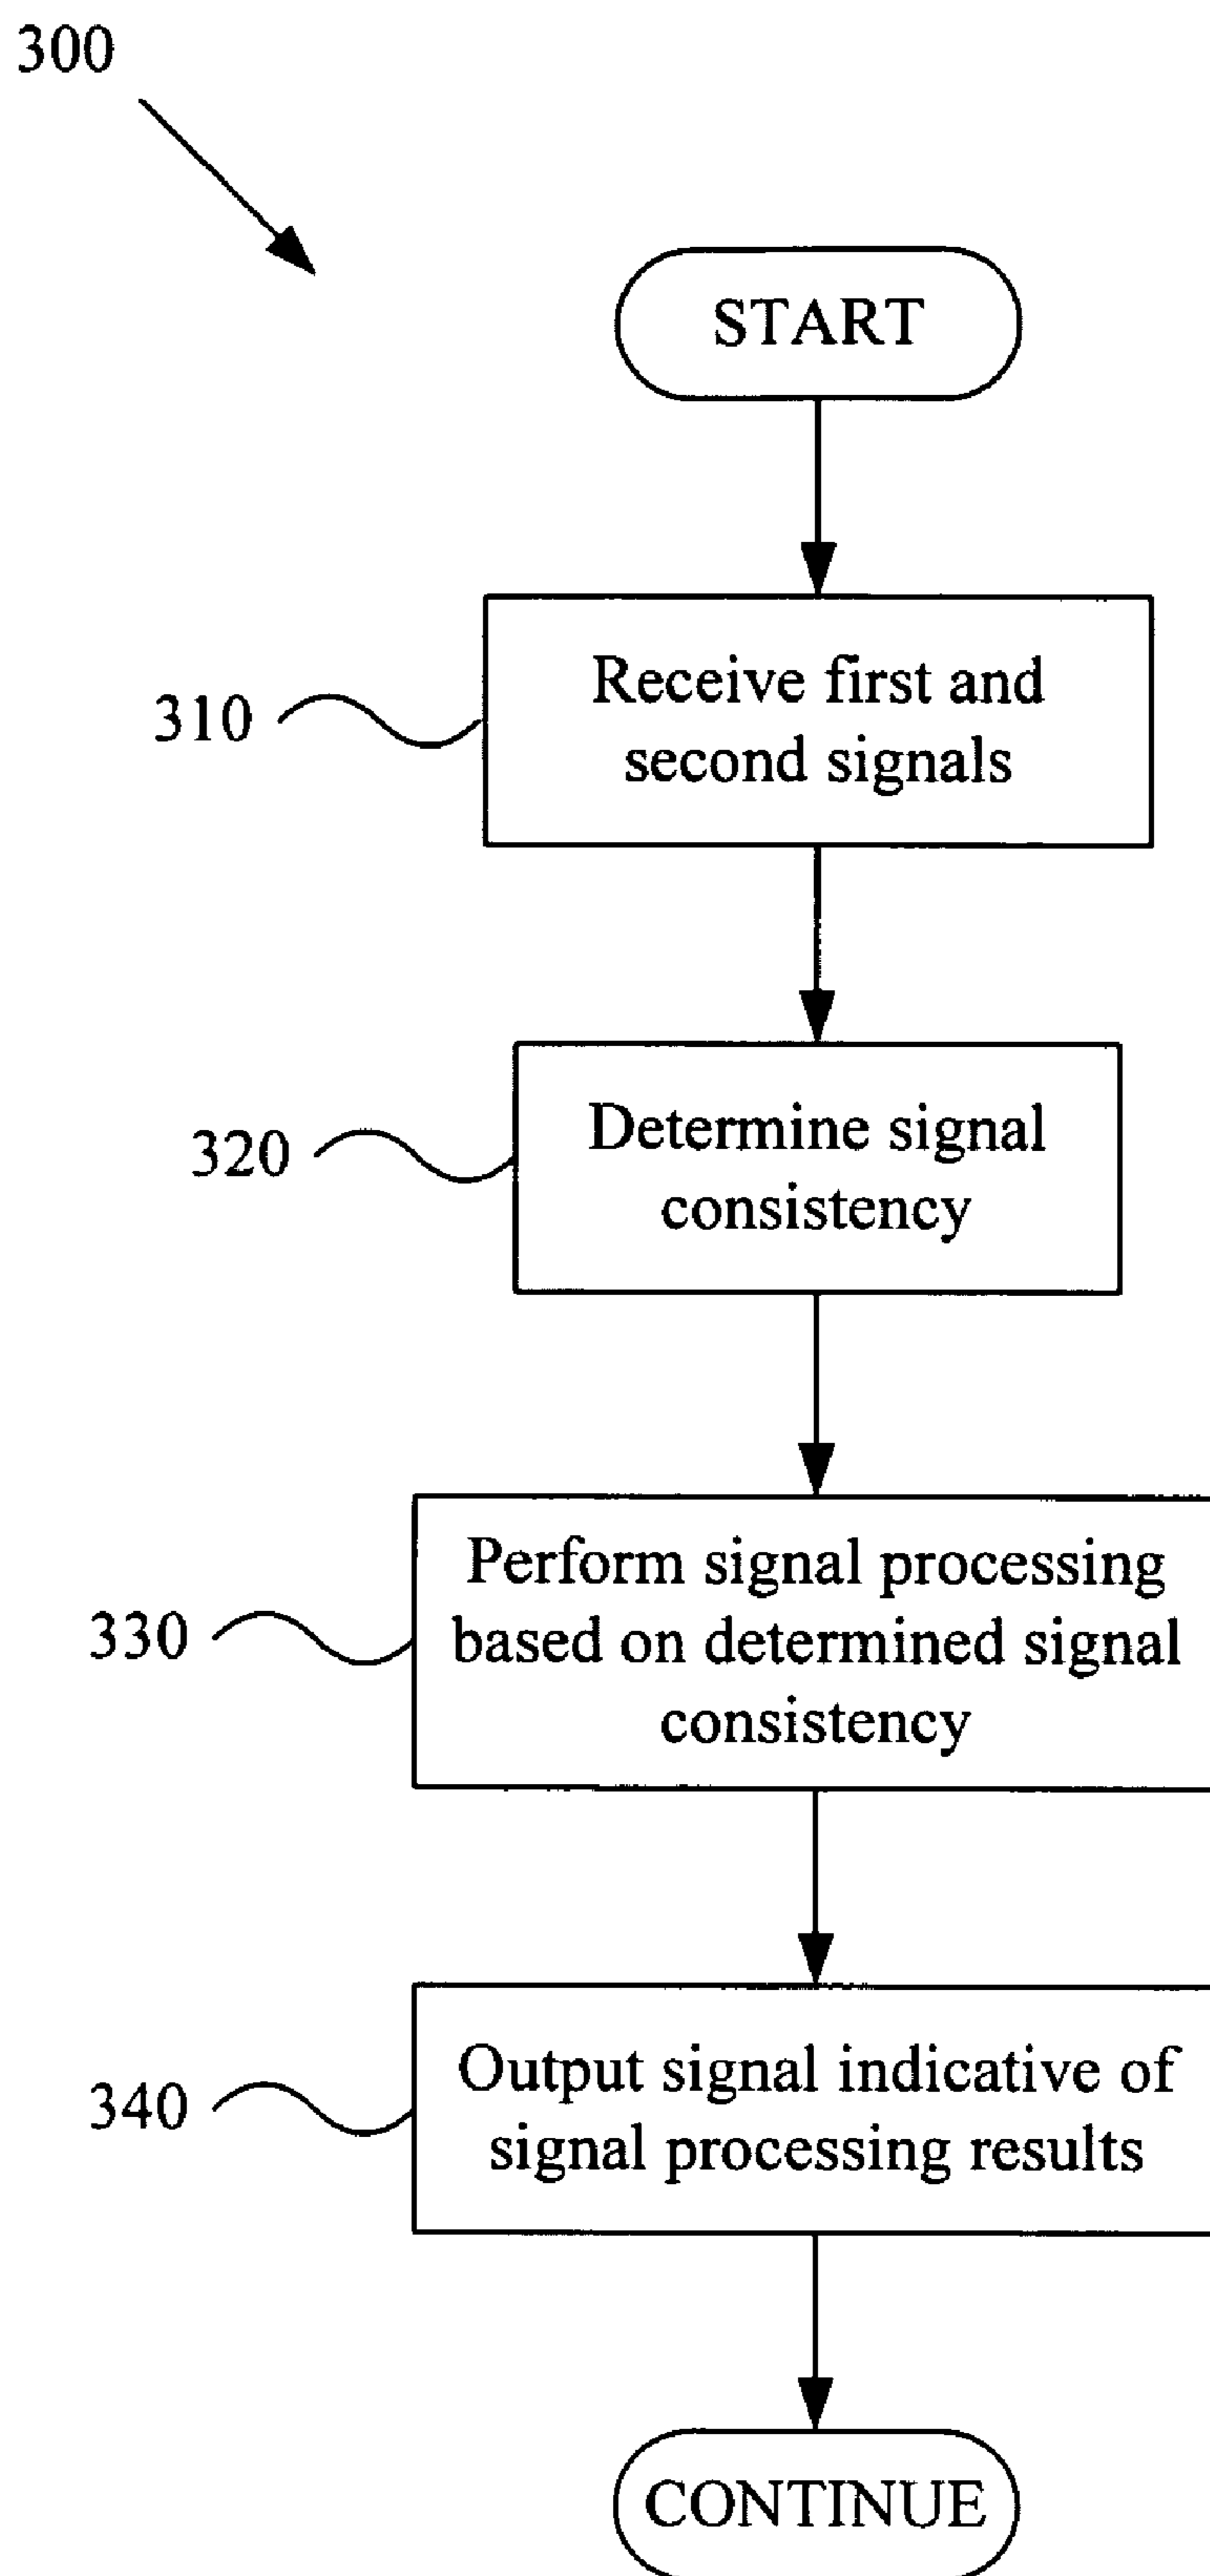 300
START
310
Receive first and
second signals
320
Determine signal
consistency
330
Perform signal processing
based on determined signal
consistency
340
Output signal indicative of
signal processing results
CONTINUE